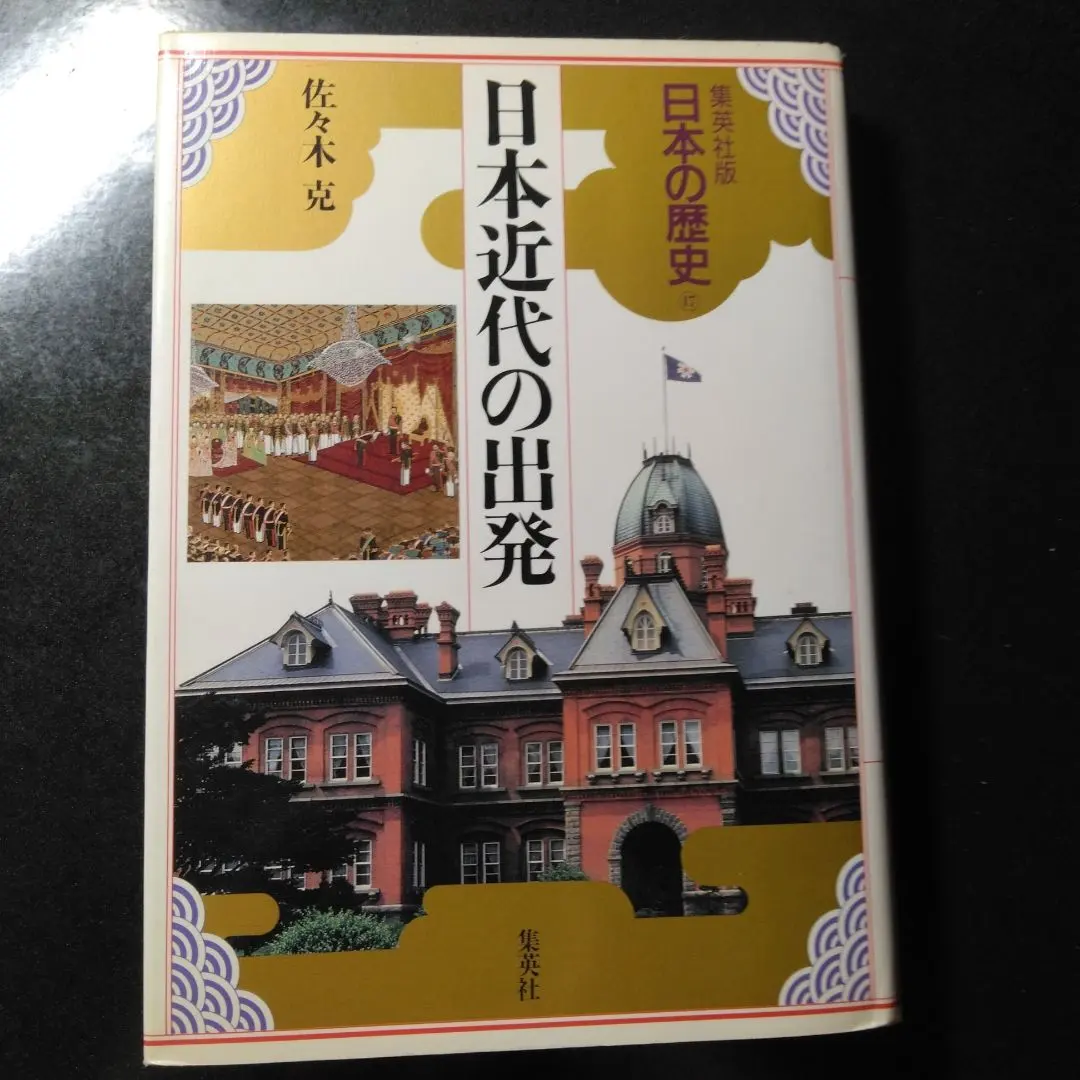 集英社版
日本の歴史 ⑰
日本近代の出発
佐々木 克
集英社